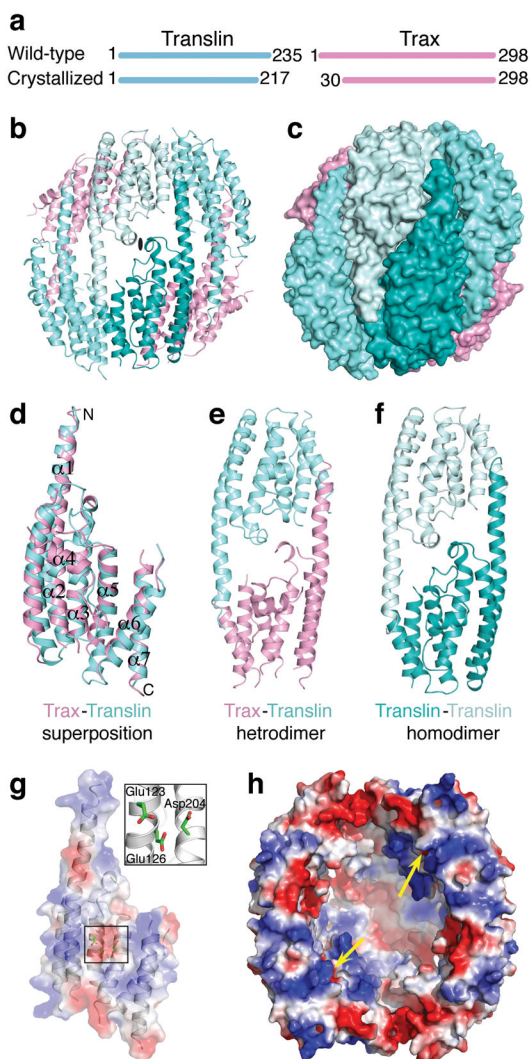 a
Translin Trax
Wild-type 1 235 1 298
Crystallized 1 217 30 298
b c
d e f
N
α1
α4
α2 α5
α3
α6
α7
C
Trax-Translin Trax-Translin Translin-Translin
superposition hetrodimer homodimer
g h
Glu123
Asp204
Glu126